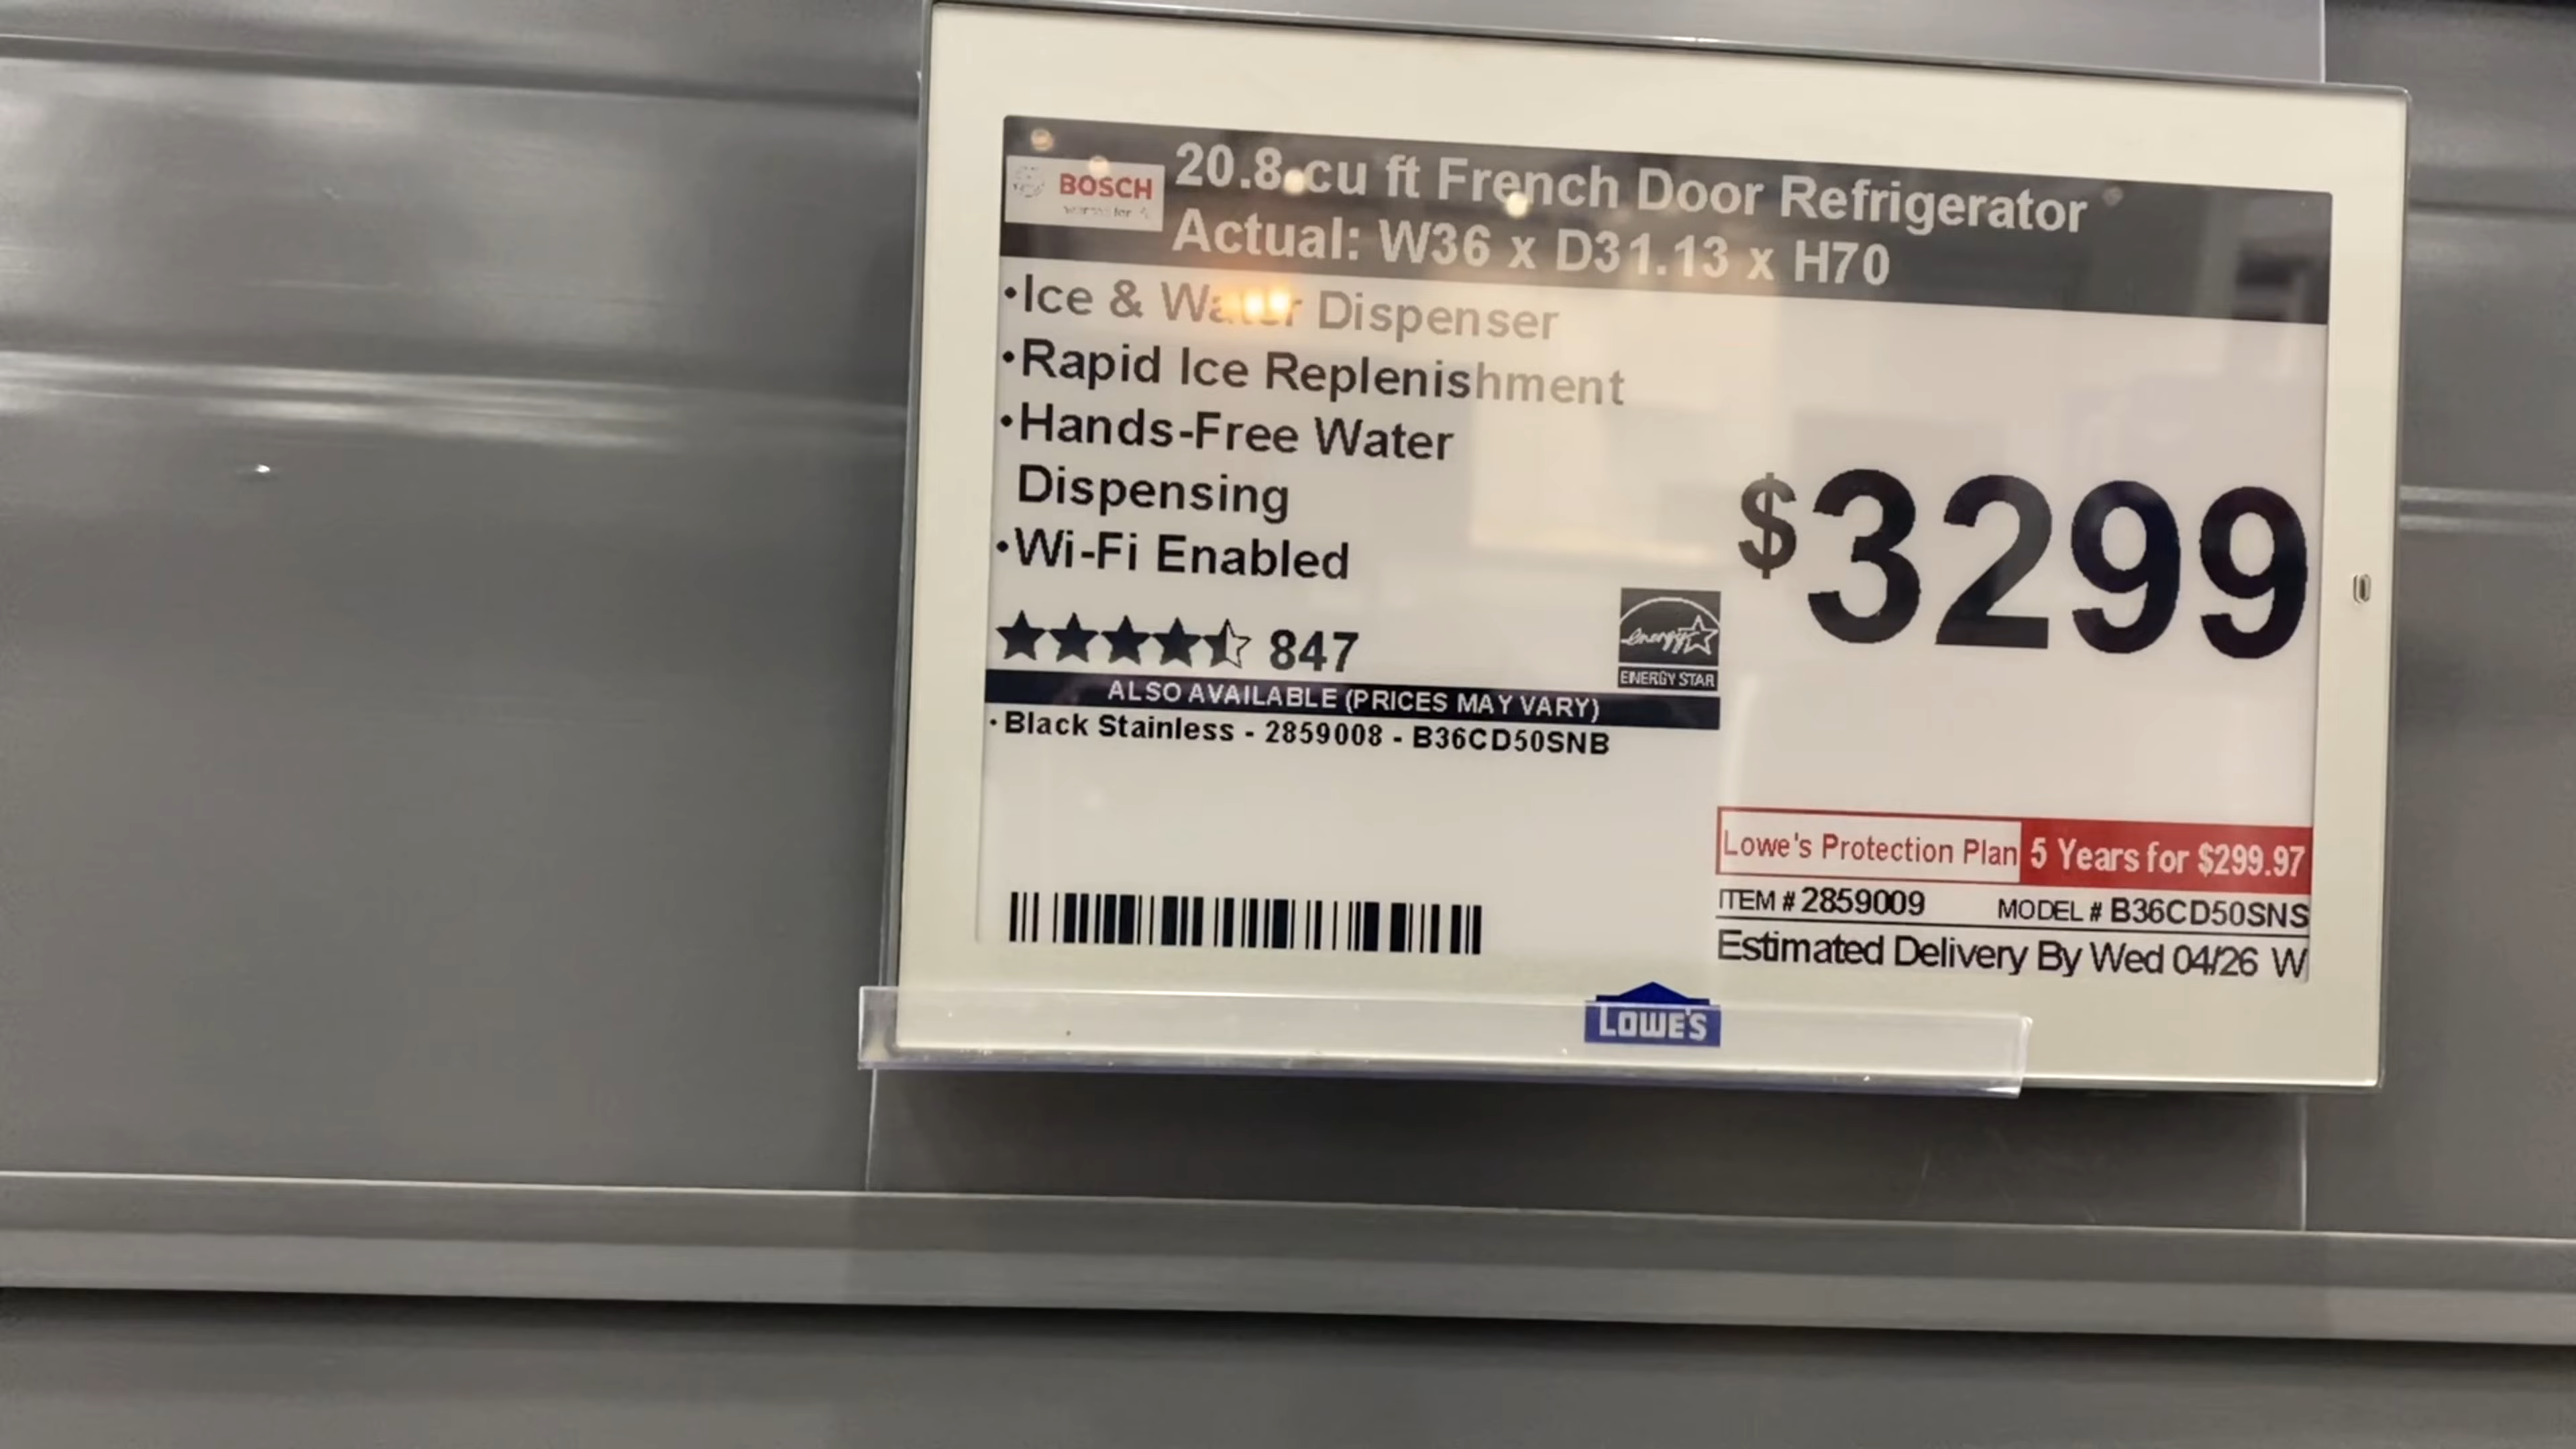 BOSCH
20.8 cu ft French Door Refrigerator
Actual: W36 x D31.13 x H70
•Ice & Water Dispenser
•Rapid Ice Replenishment
•Hands-Free Water
Dispensing
•Wi-Fi Enabled
847
$3299
energy
ENERGY STAR
ALSO AVAILABLE (PRICES MAY VARY)
• Black Stainless - 2859008 - B36CD50SNB
Lowe's Protection Plan 5 Years for $299.97
ITEM # 2859009 MODEL # B36CD50SNS
Estimated Delivery By Wed 04/26 W
LOWE'S